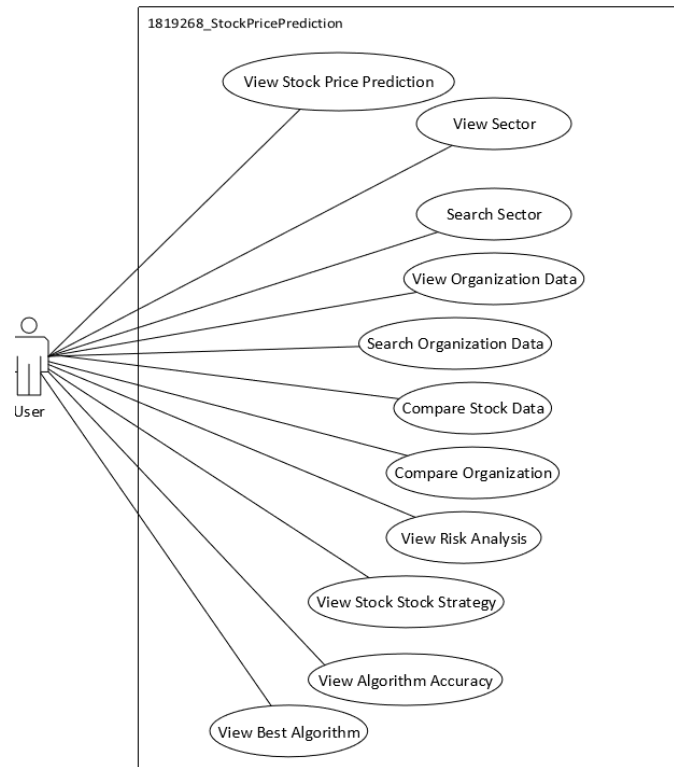 1819268_StockPricePrediction
View Stock Price Prediction
View Sector
Search Sector
View Organization Data
Search Organization Data
User
Compare Stock Data
Compare Organization
View Risk Analysis
View Stock Stock Strategy
View Algorithm Accuracy
View Best Algorithm